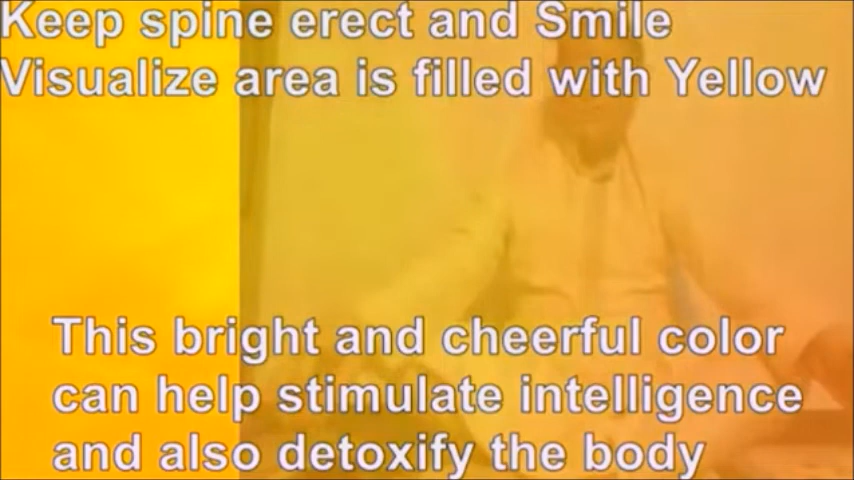 Keep spine erect and Smile
Visualize area is filled with Yellow
This bright and cheerful color
can help stimulate intelligence
and also detoxify the body